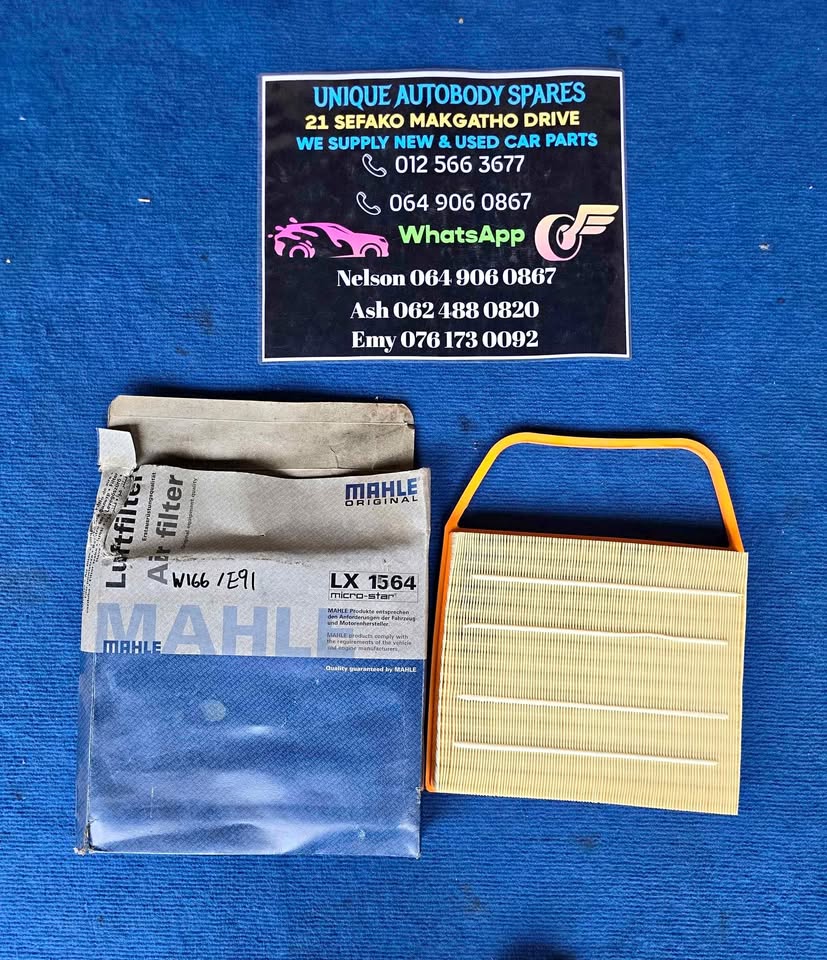 UNIQUE AUTOBODY SPARES
21 SEFAKO MAKGATHO DRIVE
WE SUPPLY NEW & USED CAR PARTS
012 566 3677
064 906 0867
WhatsApp
Nelson 064 906 0867
Ash 062 488 0820
Emy 076 173 0092
Luftfilter
Erstausrüstungsqualität
Air filter
equipment quality
MAHLE
ORIGINAL
W166 / E91
LX 1564
micro-star
MAHLE Produkte entsprechen
den Anforderungen der Fahrzeug-
und Motorenhersteller.
MAHLE products comply with
the requirements of the vehicle
and engine manufacturers.
MAHLE
MAHLE
Quality guaranteed by MAHLE